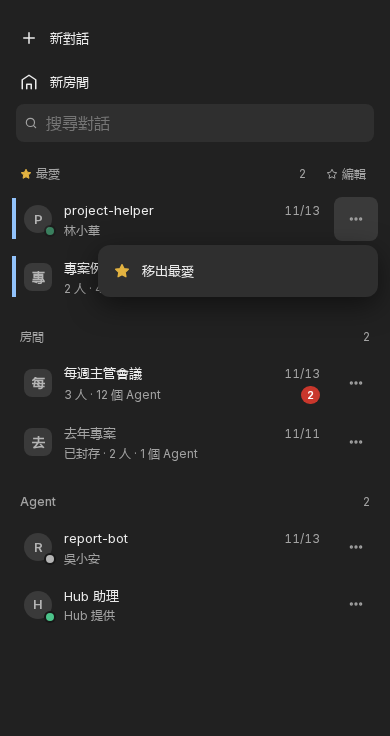 新對話
新房間
搜尋對話
最愛 2 編輯
P project-helper 11/13
林小華
移出最愛
專 專案例
2 人 · 4
房間 2
每 每週主管會議 11/13
3 人 · 12 個 Agent 2
去 去年專案 11/11
已封存 · 2 人 · 1 個 Agent
Agent 2
R report-bot 11/13
吳小安
H Hub 助理
Hub 提供